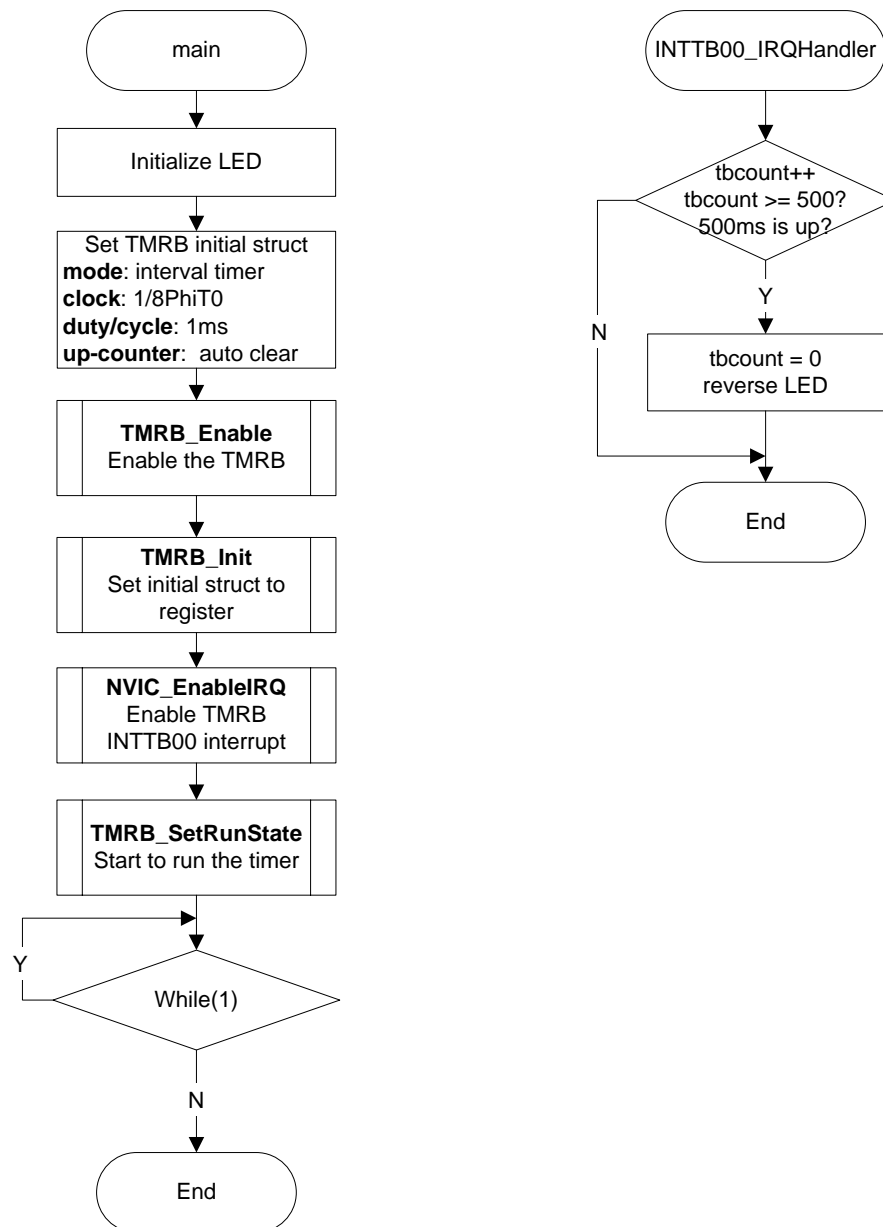 main
Initialize LED
Set TMRB initial struct
mode: interval timer
clock: 1/8PhiT0
duty/cycle: 1ms
up-counter:  auto clear
TMRB_Enable
Enable the TMRB
TMRB_Init
Set initial struct to
register
NVIC_EnableIRQ
Enable TMRB
INTTB00 interrupt
TMRB_SetRunState
Start to run the timer
Y
While(1)
N
End
INTTB00_IRQHandler
tbcount++
tbcount >= 500?
500ms is up?
Y
N
tbcount = 0
reverse LED
End